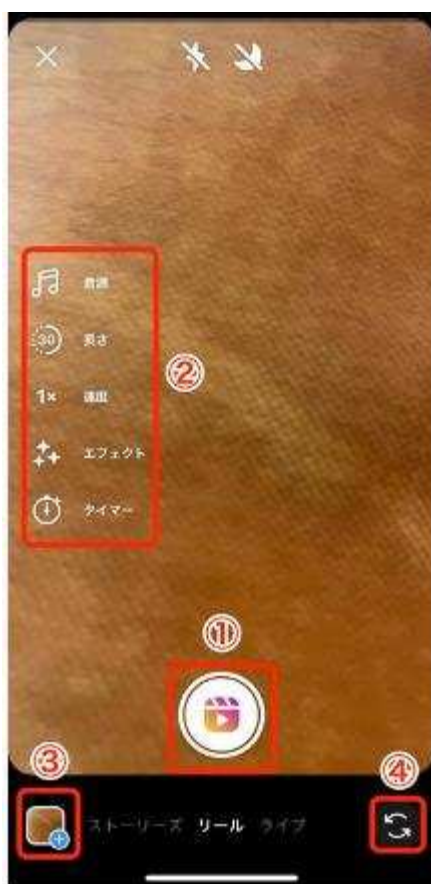 音源
30 長さ
②
1× 速度
エフェクト
タイマー
①
③
④
ストーリーズ リール ライブ